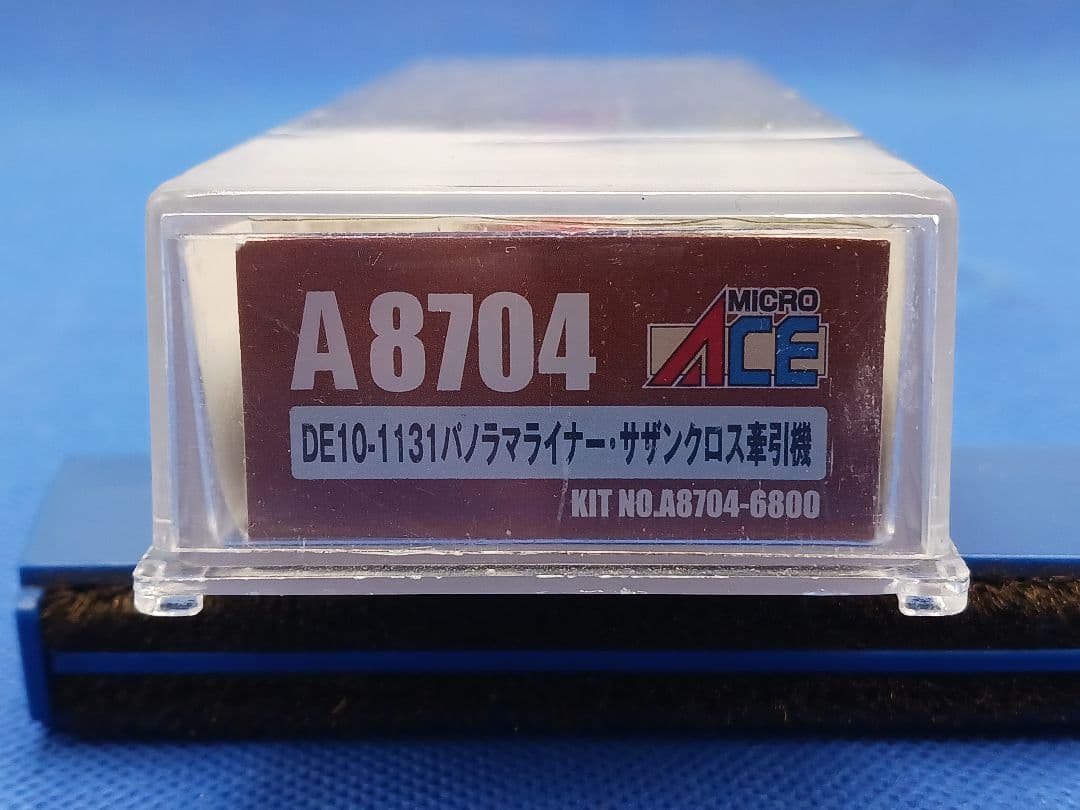 A8704
MICRO
ACE
DE10-1131パノラマライナー・サザンクロス牽引機
KIT NO.A8704-6800